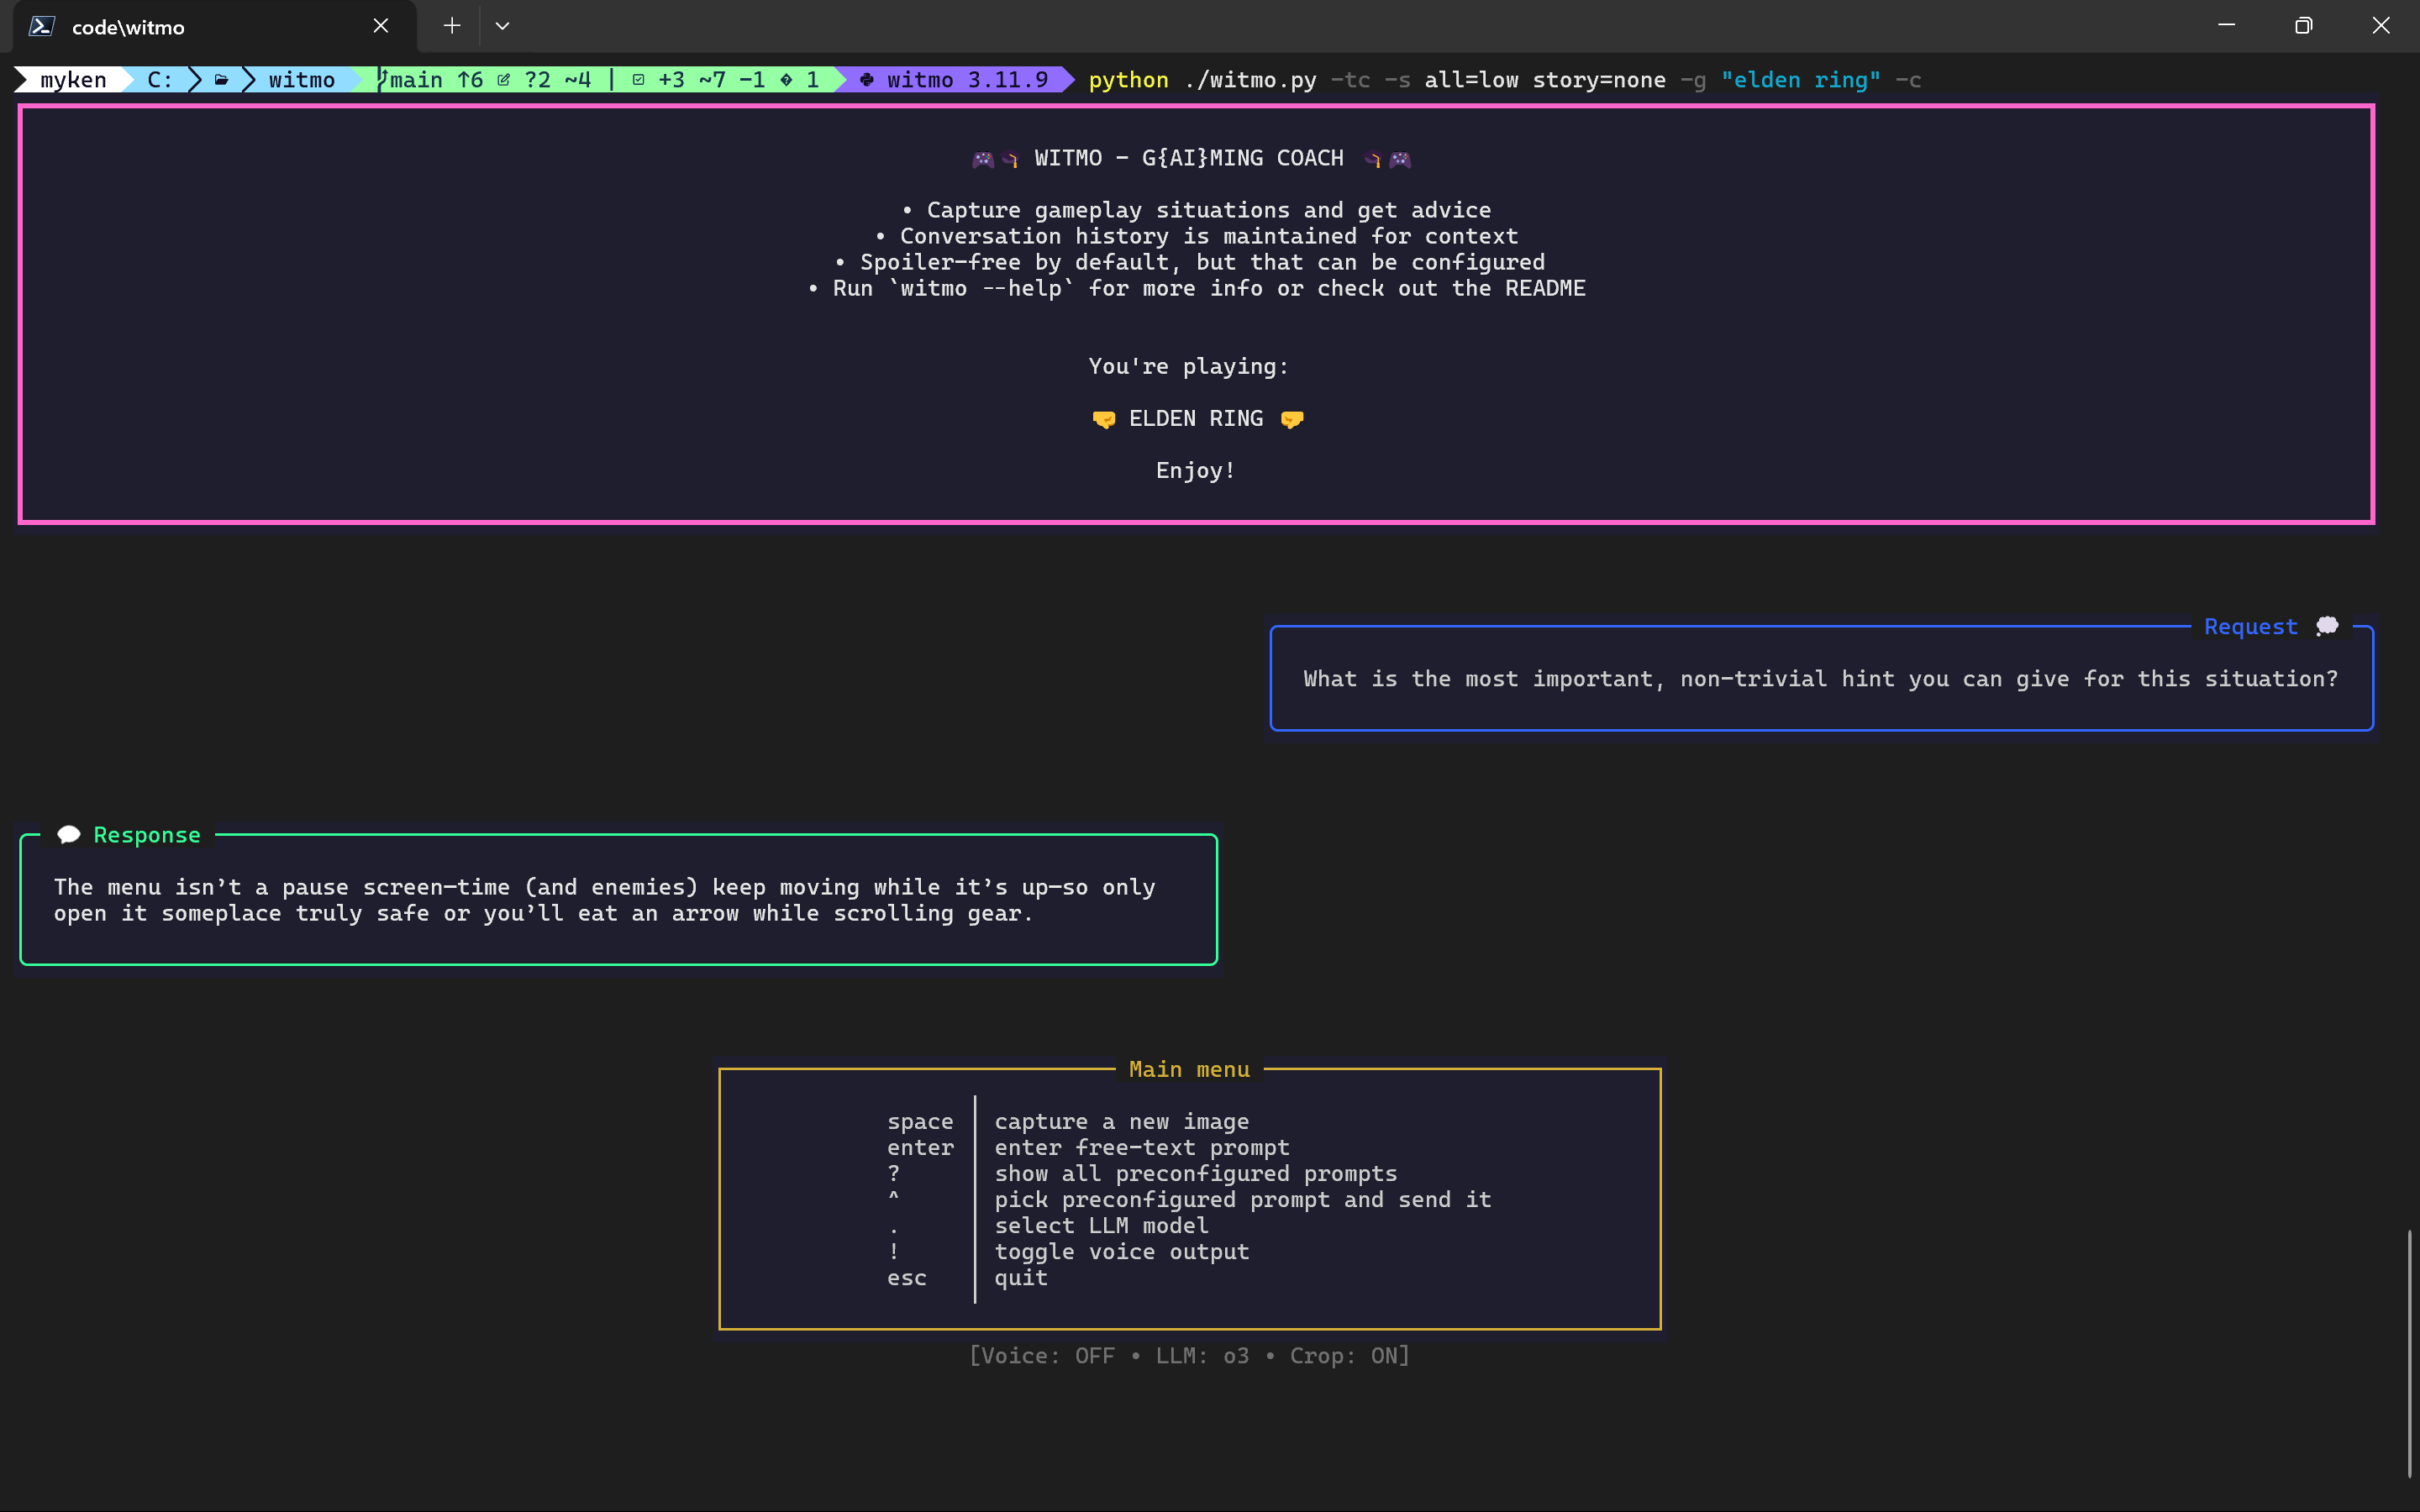 code\witmo
myken C: witmo main ↑6 ?2 ~4 | +3 ~7 -1 1 witmo 3.11.9 python ./witmo.py -tc -s all=low story=none -g "elden ring" -c
WITMO - G{AI}MING COACH
• Capture gameplay situations and get advice
• Conversation history is maintained for context
• Spoiler-free by default, but that can be configured
• Run `witmo --help` for more info or check out the README
You're playing:
🤜 ELDEN RING 🤛
Enjoy!
Request 💭
What is the most important, non-trivial hint you can give for this situation?
💬 Response
The menu isn’t a pause screen—time (and enemies) keep moving while it’s up—so only
open it someplace truly safe or you’ll eat an arrow while scrolling gear.
Main menu
space │ capture a new image
enter │ enter free-text prompt
? │ show all preconfigured prompts
^ │ pick preconfigured prompt and send it
. │ select LLM model
! │ toggle voice output
esc │ quit
[Voice: OFF • LLM: o3 • Crop: ON]